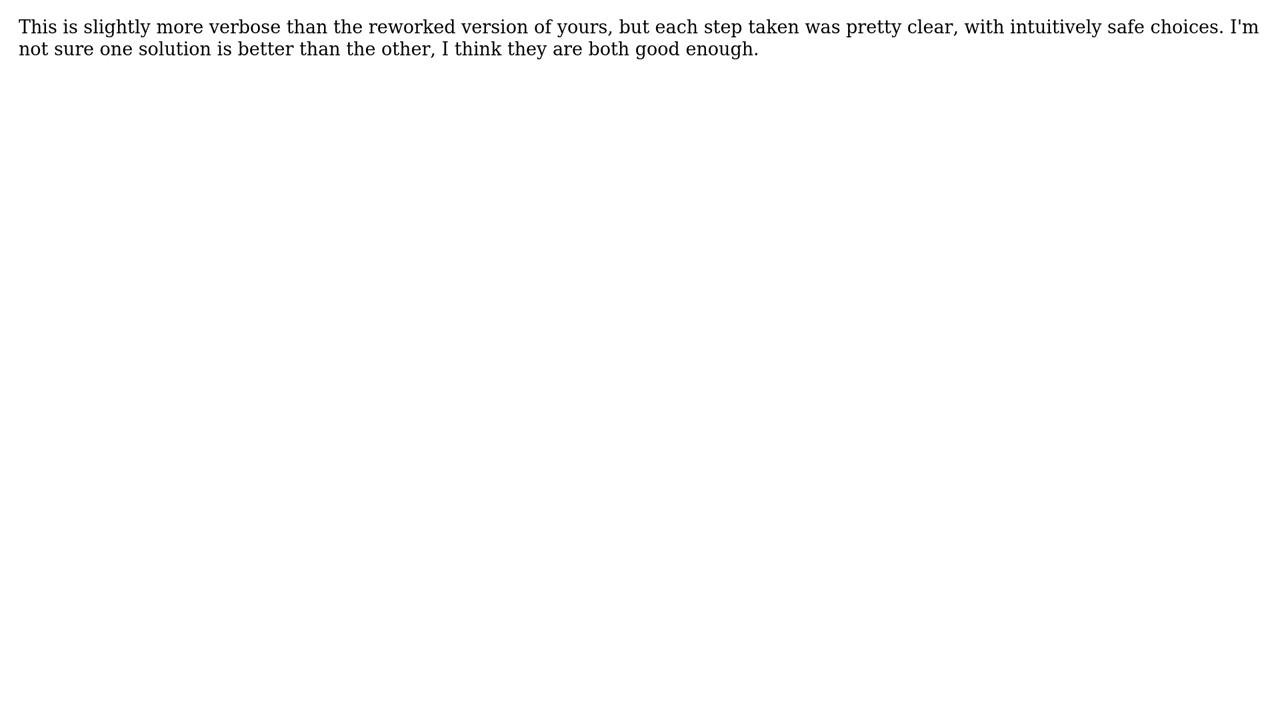 This is slightly more verbose than the reworked version of yours, but each step taken was pretty clear, with intuitively safe choices. I'm
not sure one solution is better than the other, I think they are both good enough.